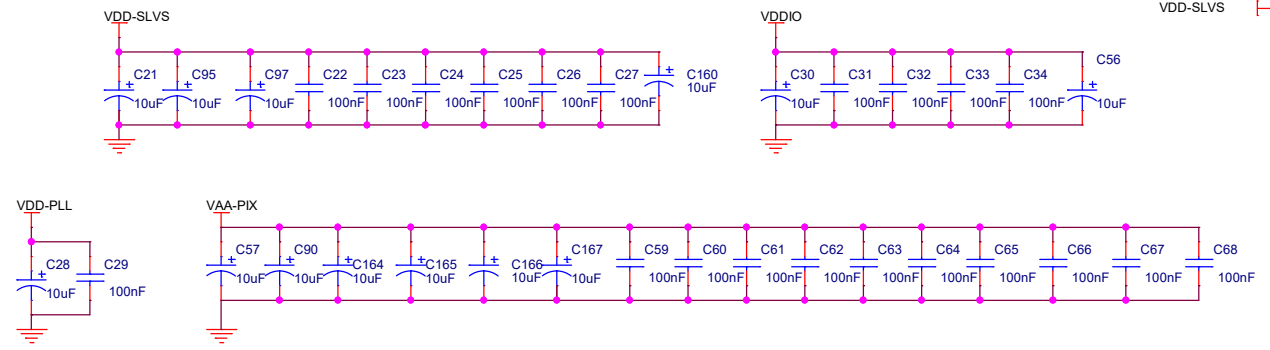 VDD-SLVS
VDD-SLVS
VDDIO
C21 C95 C97 C22 C23 C24 C25 C26 C27 C160
10uF 10uF 10uF 100nF 100nF 100nF 100nF 100nF 100nF 10uF
C30 C31 C32 C33 C34 C56
10uF 100nF 100nF 100nF 100nF 10uF
VDD-PLL
VAA-PIX
C28 C29
10uF 100nF
C57 C90 C164 C165 C166 C167 C59 C60 C61 C62 C63 C64 C65 C66 C67 C68
10uF 10uF 10uF 10uF 10uF 10uF 100nF 100nF 100nF 100nF 100nF 100nF 100nF 100nF 100nF 100nF